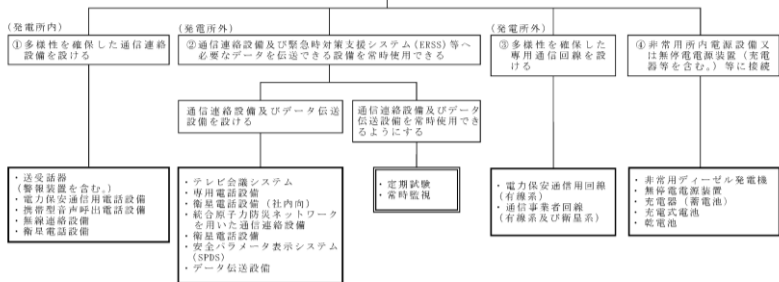 (発電所内)
①多様性を確保した通信連絡
設備を設ける
(発電所外)
②通信連絡設備及び緊急時対策支援システム(ERSS)等へ
必要なデータを伝送できる設備を常時使用できる
(発電所外)
③多様性を確保した
専用通信回線を設
ける
④非常用所内電源設備又
は無停電電源装置(充電
器等を含む。)等に接続
通信連絡設備及びデータ伝送
設備を設ける
通信連絡設備及びデータ
伝送設備を常時使用でき
るようにする
・送受話器
(警報装置を含む。)
・電力保安通信用電話設備
・携帯型音声呼出電話設備
・無線連絡設備
・衛星電話設備
・テレビ会議システム
・専用電話設備
・衛星電話設備(社内向)
・統合原子力防災ネットワーク
を用いた通信連絡設備
・衛星電話設備
・安全パラメータ表示システム
(SPDS)
・データ伝送設備
・定期試験
・常時監視
・電力保安通信用回線
(有線系)
・通信事業者回線
(有線系及び衛星系)
・非常用ディーゼル発電機
・無停電電源装置
・充電器(蓄電池)
・充電式電池
・乾電池